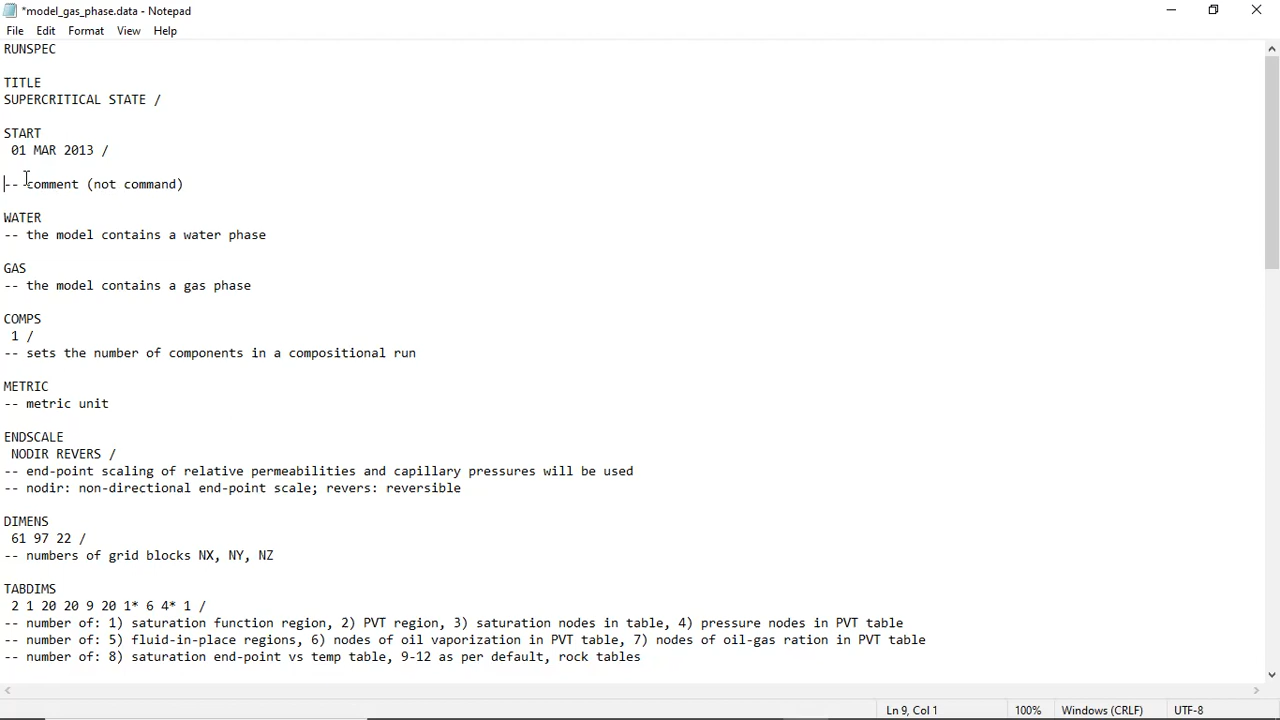 *model_gas_phase.data - Notepad
File Edit Format View Help
RUNSPEC
TITLE
SUPERCRITICAL STATE /
START
01 MAR 2013 /
-- comment (not command)
WATER
-- the model contains a water phase
GAS
-- the model contains a gas phase
COMPS
1 /
-- sets the number of components in a compositional run
METRIC
-- metric unit
ENDSCALE
NODIR REVERS /
-- end-point scaling of relative permeabilities and capillary pressures will be used
-- nodir: non-directional end-point scale; revers: reversible
DIMENS
61 97 22 /
-- numbers of grid blocks NX, NY, NZ
TABDIMS
2 1 20 20 9 20 1* 6 4* 1 /
-- number of: 1) saturation function region, 2) PVT region, 3) saturation nodes in table, 4) pressure nodes in PVT table
-- number of: 5) fluid-in-place regions, 6) nodes of oil vaporization in PVT table, 7) nodes of oil-gas ration in PVT table
-- number of: 8) saturation end-point vs temp table, 9-12 as per default, rock tables
Ln 9, Col 1 100% Windows (CRLF) UTF-8